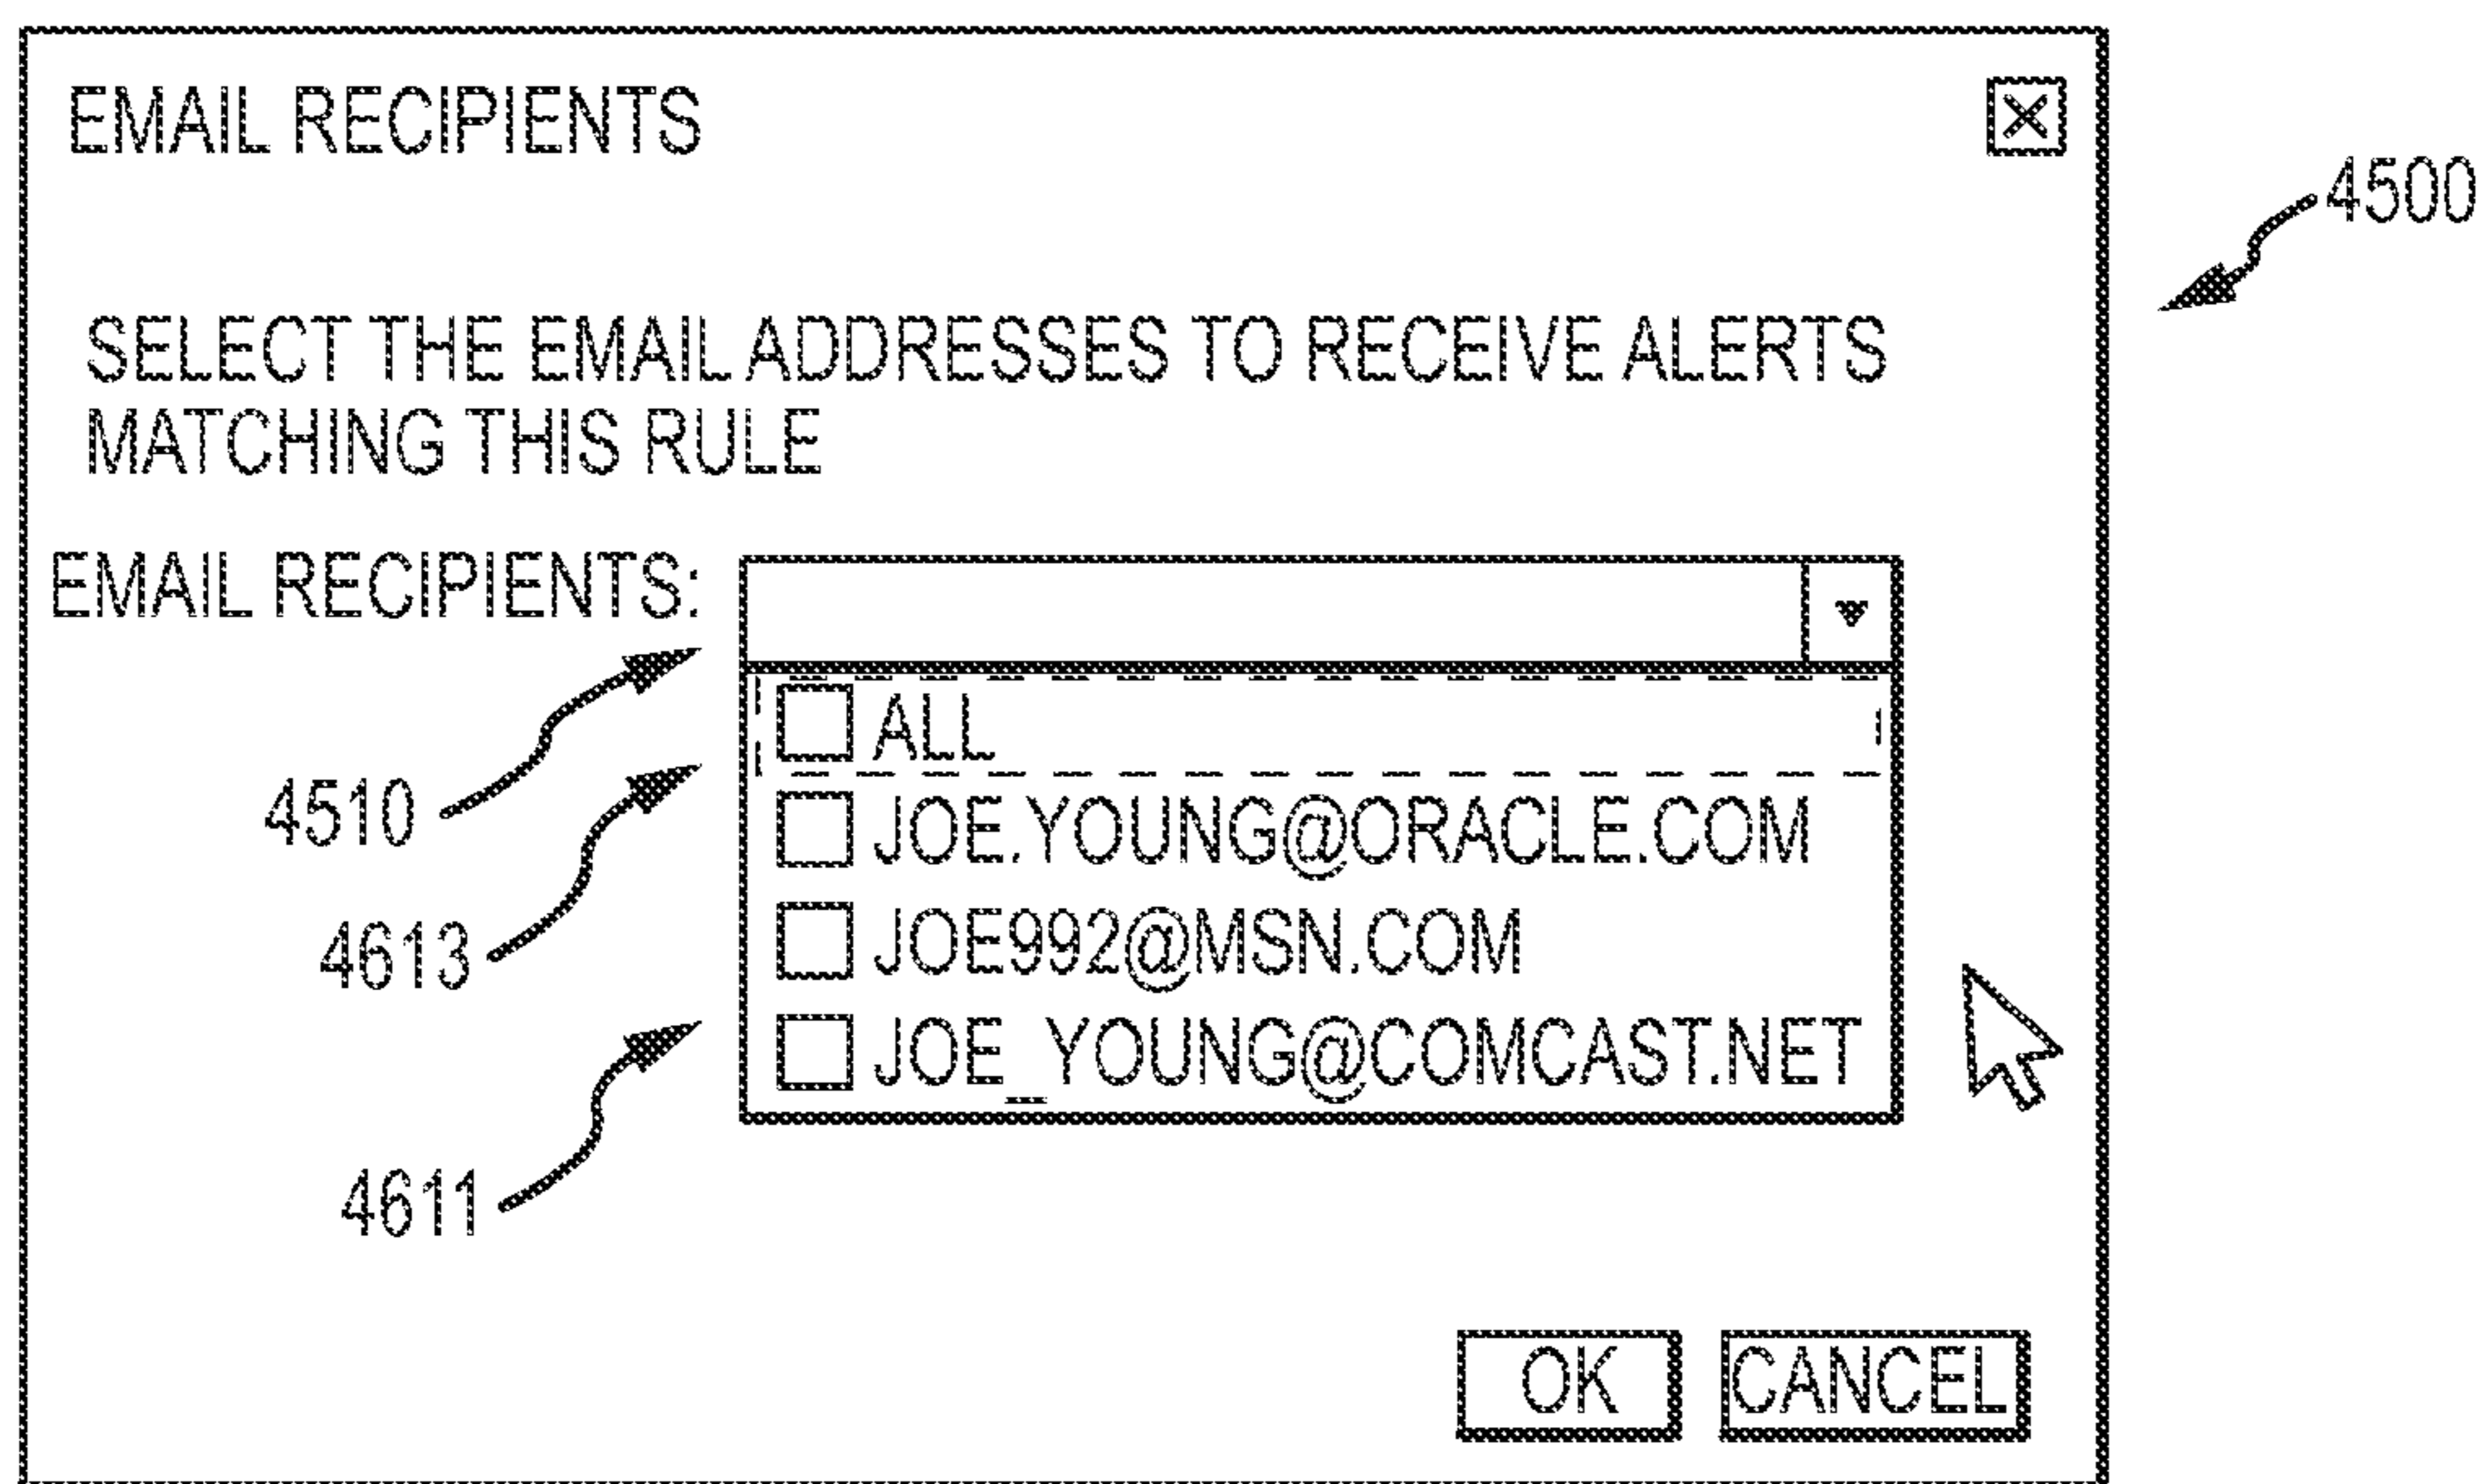 EMAIL RECIPIENTS
4500
SELECT THE EMAIL ADDRESSES TO RECEIVE ALERTS
MATCHING THIS RULE
EMAIL RECIPIENTS:
ALL
4510
JOE.YOUNG@ORACLE.COM
4613
JOE992@MSN.COM
JOE_YOUNG@COMCAST.NET
4611
OK
CANCEL